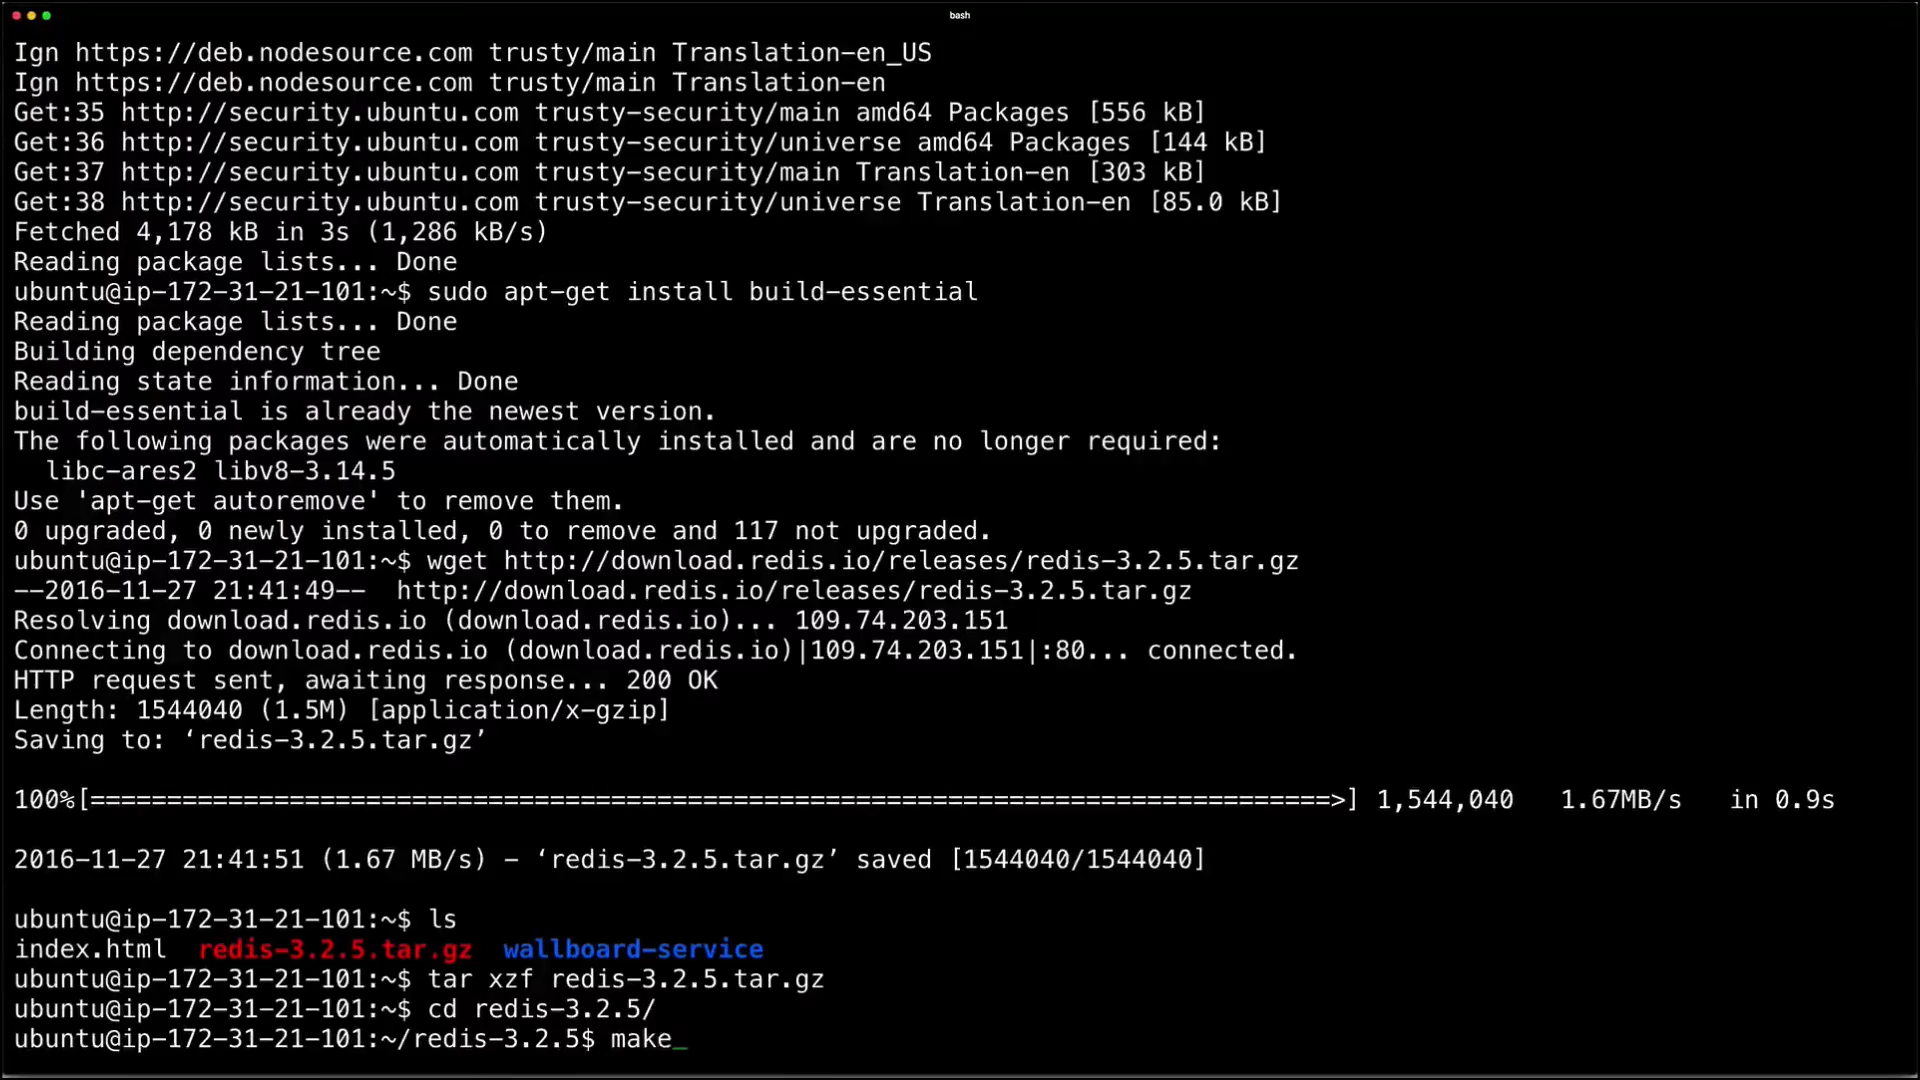 bash
Ign https://deb.nodesource.com trusty/main Translation-en_US
Ign https://deb.nodesource.com trusty/main Translation-en
Get:35 http://security.ubuntu.com trusty-security/main amd64 Packages [556 kB]
Get:36 http://security.ubuntu.com trusty-security/universe amd64 Packages [144 kB]
Get:37 http://security.ubuntu.com trusty-security/main Translation-en [303 kB]
Get:38 http://security.ubuntu.com trusty-security/universe Translation-en [85.0 kB]
Fetched 4,178 kB in 3s (1,286 kB/s)
Reading package lists... Done
ubuntu@ip-172-31-21-101:~$ sudo apt-get install build-essential
Reading package lists... Done
Building dependency tree
Reading state information... Done
build-essential is already the newest version.
The following packages were automatically installed and are no longer required:
  libc-ares2 libv8-3.14.5
Use 'apt-get autoremove' to remove them.
0 upgraded, 0 newly installed, 0 to remove and 117 not upgraded.
ubuntu@ip-172-31-21-101:~$ wget http://download.redis.io/releases/redis-3.2.5.tar.gz
--2016-11-27 21:41:49--  http://download.redis.io/releases/redis-3.2.5.tar.gz
Resolving download.redis.io (download.redis.io)... 109.74.203.151
Connecting to download.redis.io (download.redis.io)|109.74.203.151|:80... connected.
HTTP request sent, awaiting response... 200 OK
Length: 1544040 (1.5M) [application/x-gzip]
Saving to: ‘redis-3.2.5.tar.gz’
100%[=================================================================================>] 1,544,040   1.67MB/s   in 0.9s
2016-11-27 21:41:51 (1.67 MB/s) - ‘redis-3.2.5.tar.gz’ saved [1544040/1544040]
ubuntu@ip-172-31-21-101:~$ ls
index.html  redis-3.2.5.tar.gz  wallboard-service
ubuntu@ip-172-31-21-101:~$ tar xzf redis-3.2.5.tar.gz
ubuntu@ip-172-31-21-101:~$ cd redis-3.2.5/
ubuntu@ip-172-31-21-101:~/redis-3.2.5$ make_